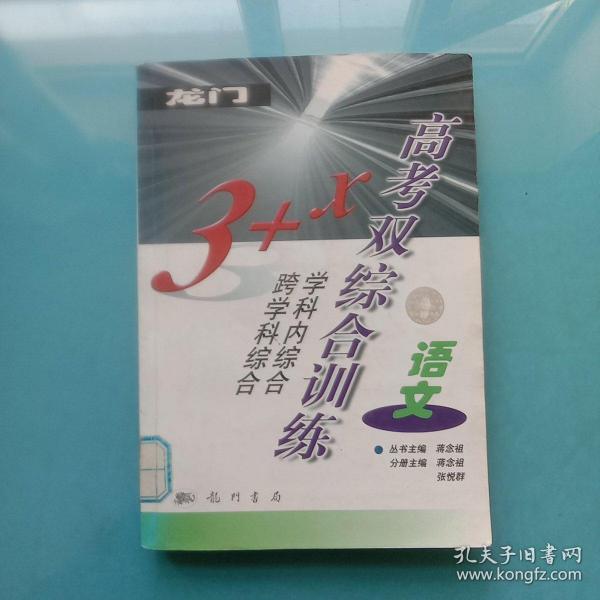 龙门
3+x
高考双综合训练
学科内综合
跨学科综合
语文
丛书主编 蒋念祖
分册主编 蒋念祖
张悦群
龍門書局
孔夫子旧书网
www.kongfz.com